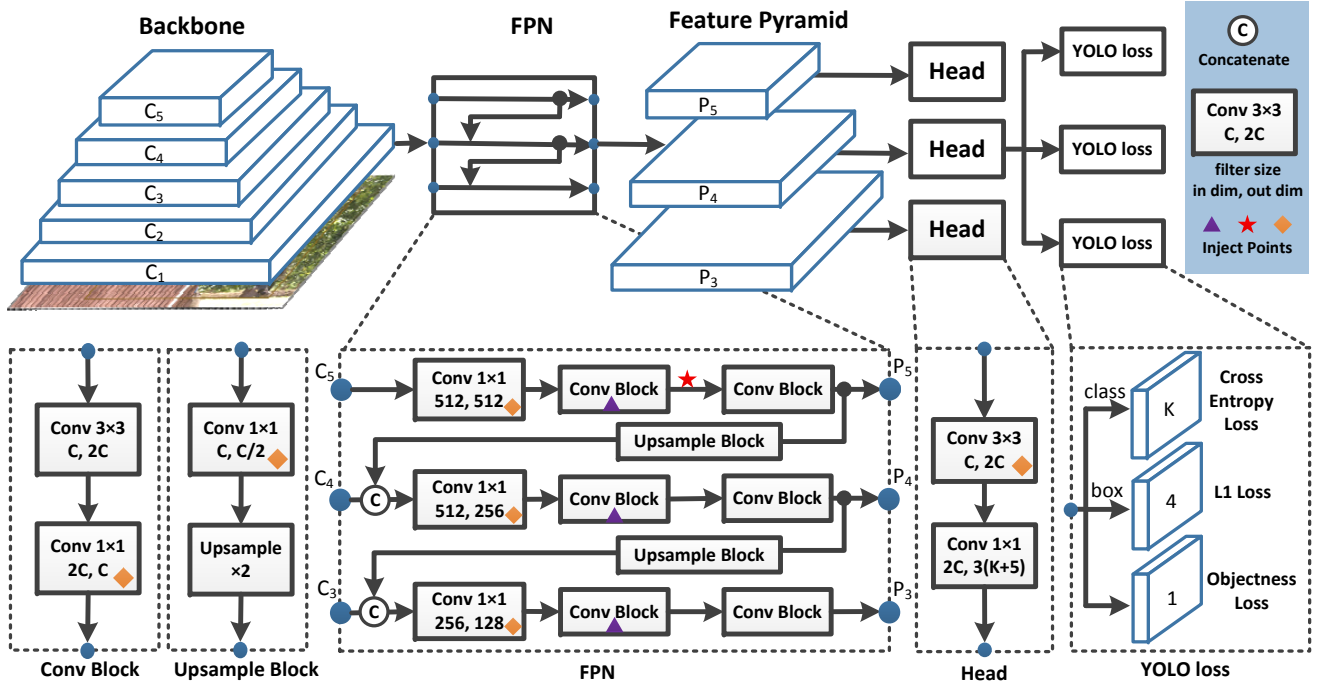 Backbone
FPN
Feature Pyramid
C5
C4
C3
C2
C1
P5
P4
P3
Head
Head
Head
YOLO loss
YOLO loss
YOLO loss
C
Concatenate
Conv 3×3
C, 2C
filter size
in dim, out dim
Inject Points
Conv 3×3
C, 2C
Conv 1×1
2C, C
Conv Block
Conv 1×1
C, C/2
Upsample
×2
Upsample Block
C5
Conv 1×1
512, 512
Conv Block
Conv Block
P5
Upsample Block
C4
C
Conv 1×1
512, 256
Conv Block
Conv Block
P4
Upsample Block
C3
C
Conv 1×1
256, 128
Conv Block
Conv Block
P3
FPN
Conv 3×3
C, 2C
Conv 1×1
2C, 3(K+5)
Head
class
K
Cross
Entropy
Loss
box
4
L1 Loss
1
Objectness
Loss
YOLO loss